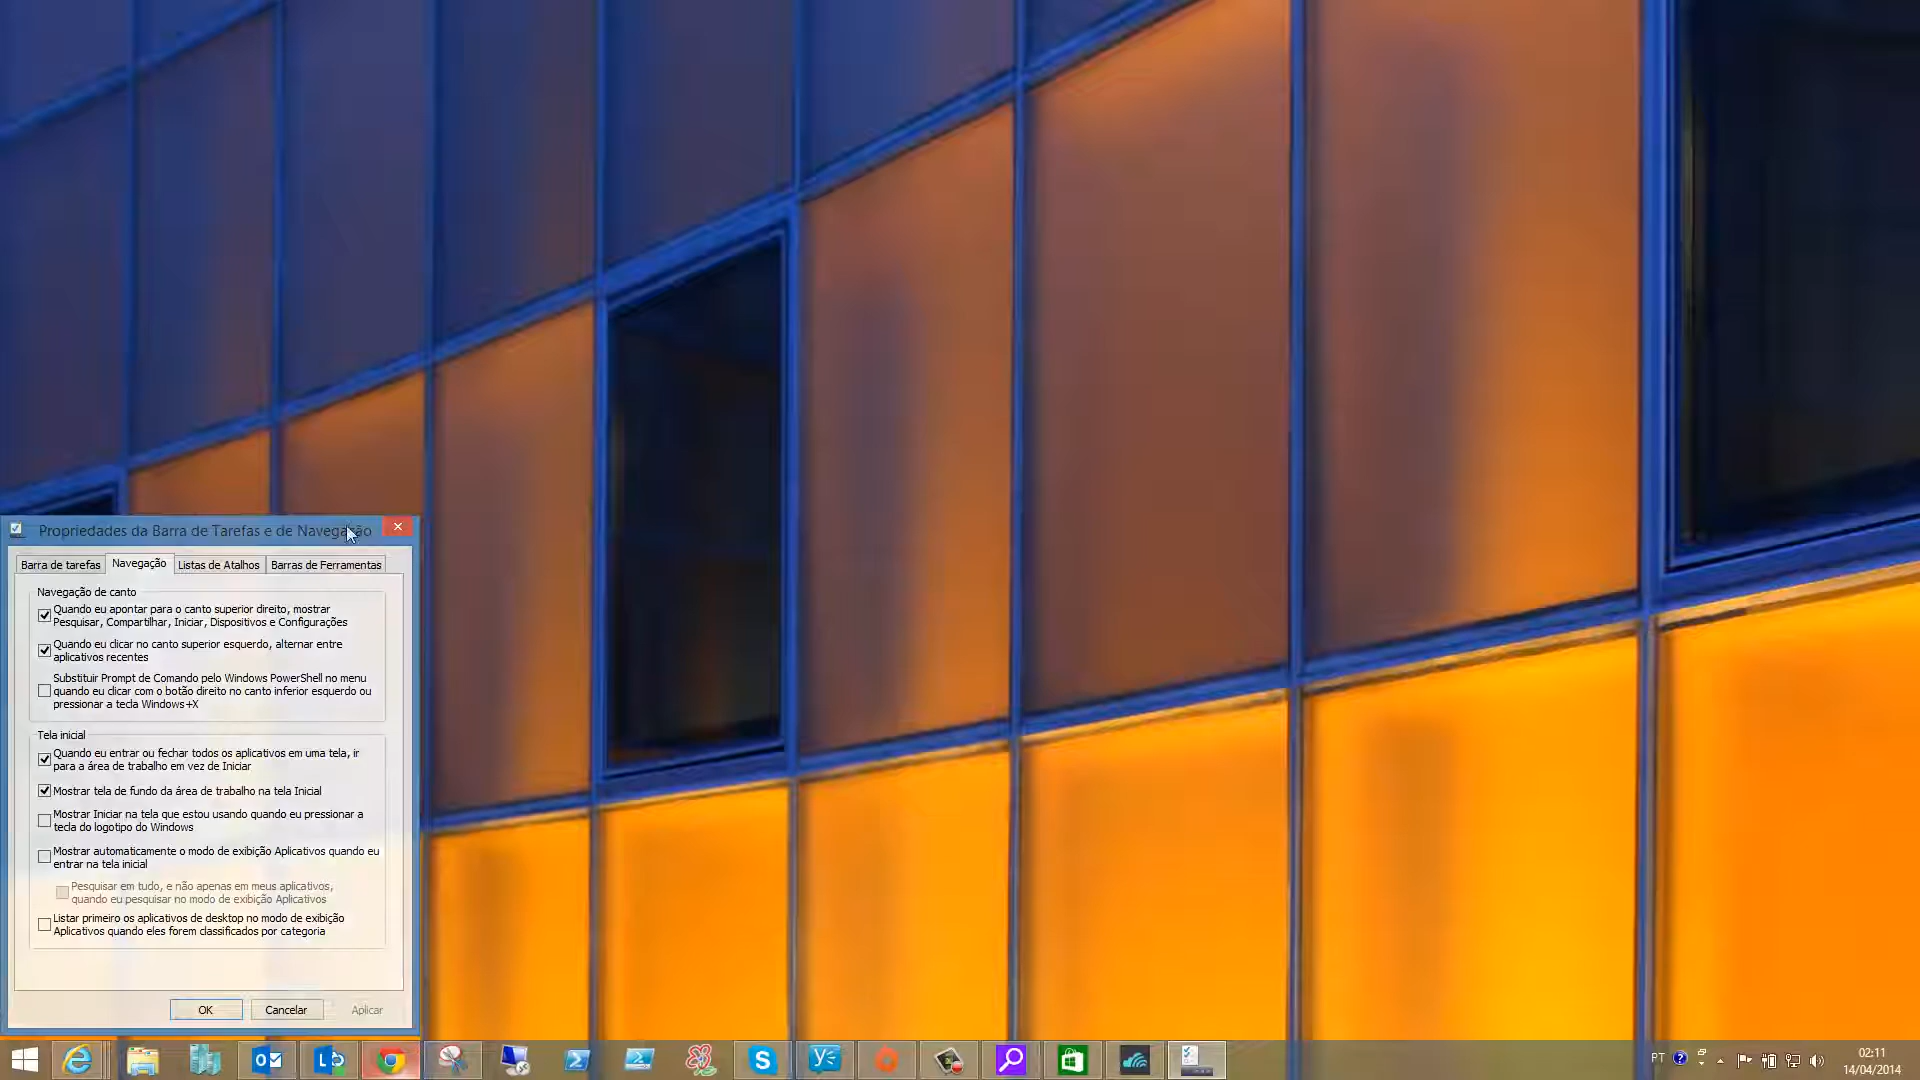 Propriedades da Barra de Tarefas e de Navegação
Barra de tarefas
Navegação
Listas de Atalhos
Barras de Ferramentas
Navegação de canto
Quando eu apontar para o canto superior direito, mostrar
Pesquisar, Compartilhar, Iniciar, Dispositivos e Configurações
Quando eu clicar no canto superior esquerdo, alternar entre
aplicativos recentes
Substituir Prompt de Comando pelo Windows PowerShell no menu
quando eu clicar com o botão direito no canto inferior esquerdo ou
pressionar a tecla Windows+X
Tela inicial
Quando eu entrar ou fechar todos os aplicativos em uma tela, ir
para a área de trabalho em vez de Iniciar
Mostrar tela de fundo da área de trabalho na tela Inicial
Mostrar Iniciar na tela que estou usando quando eu pressionar a
tecla do logotipo do Windows
Mostrar automaticamente o modo de exibição Aplicativos quando eu
entrar na tela inicial
Pesquisar em tudo, e não apenas em meus aplicativos,
quando eu pesquisar no modo de exibição Aplicativos
Listar primeiro os aplicativos de desktop no modo de exibição
Aplicativos quando eles forem classificados por categoria
OK
Cancelar
Aplicar
PT
02:11
14/04/2014